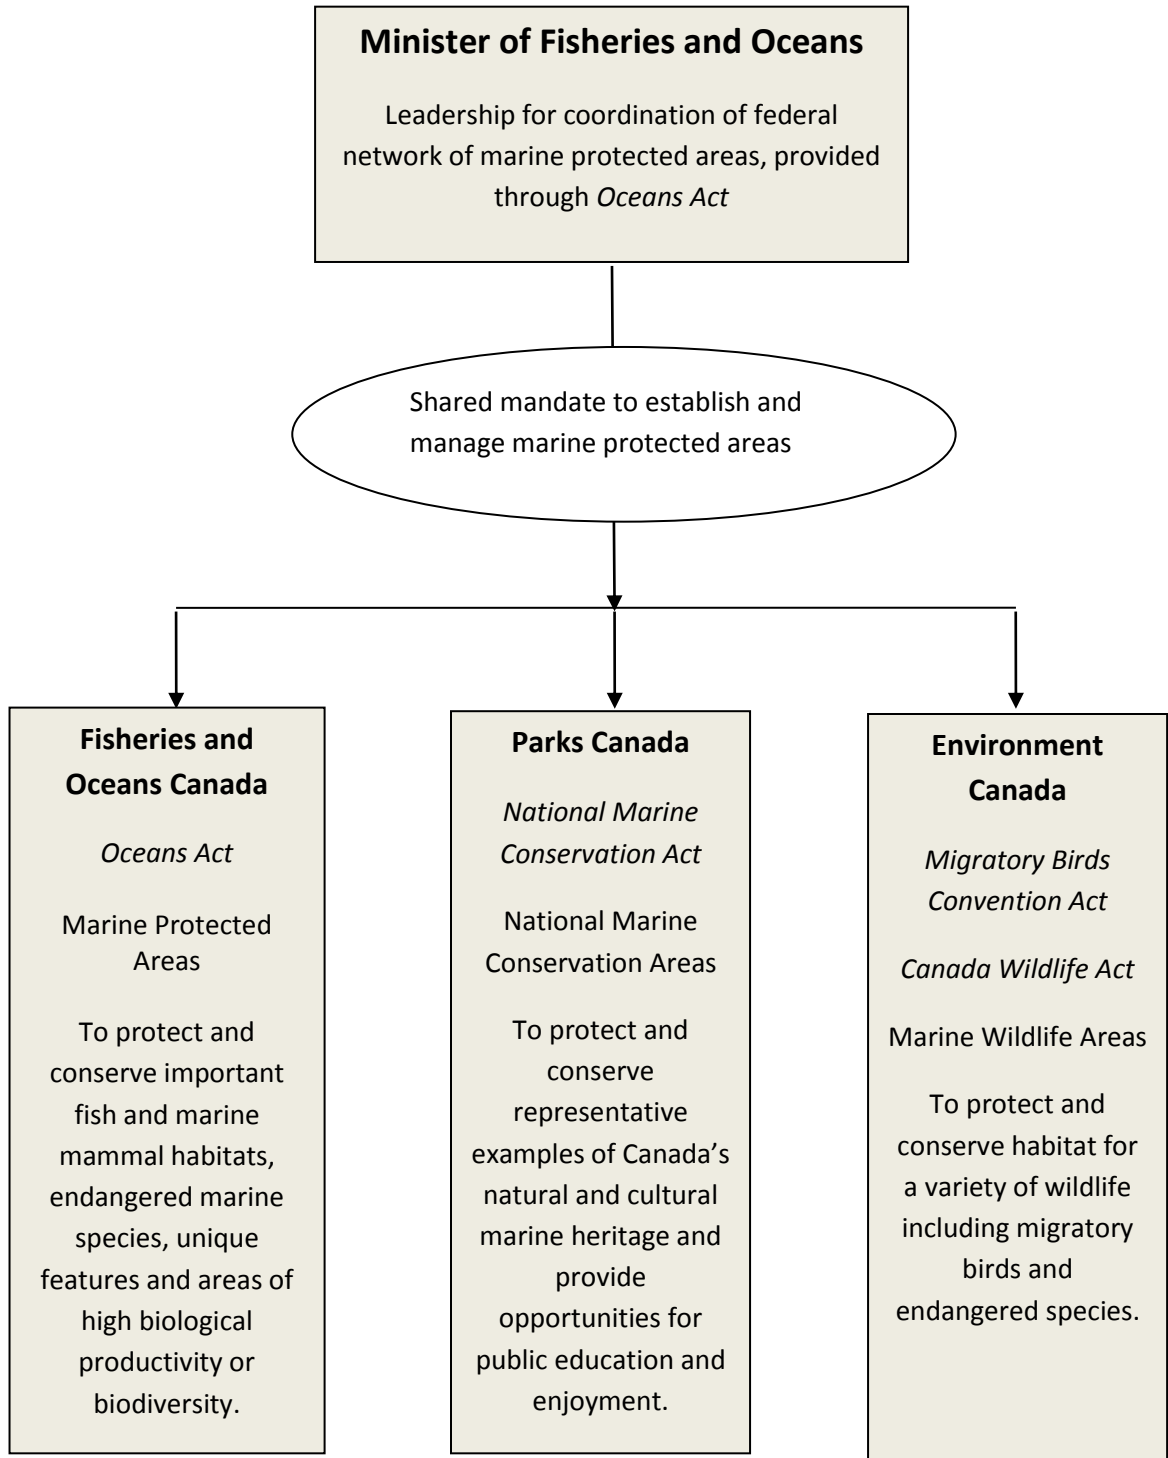 Minister of Fisheries and Oceans
Leadership for coordination of federal
network of marine protected areas, provided
through Oceans Act
Shared mandate to establish and
manage marine protected areas
Fisheries and
Oceans Canada
Oceans Act
Marine Protected
Areas
To protect and
conserve important
fish and marine
mammal habitats,
endangered marine
species, unique
features and areas of
high biological
productivity or
biodiversity.
Parks Canada
National Marine
Conservation Act
National Marine
Conservation Areas
To protect and
conserve
representative
examples of Canada’s
natural and cultural
marine heritage and
provide
opportunities for
public education and
enjoyment.
Environment
Canada
Migratory Birds
Convention Act
Canada Wildlife Act
Marine Wildlife Areas
To protect and
conserve habitat for
a variety of wildlife
including migratory
birds and
endangered species.